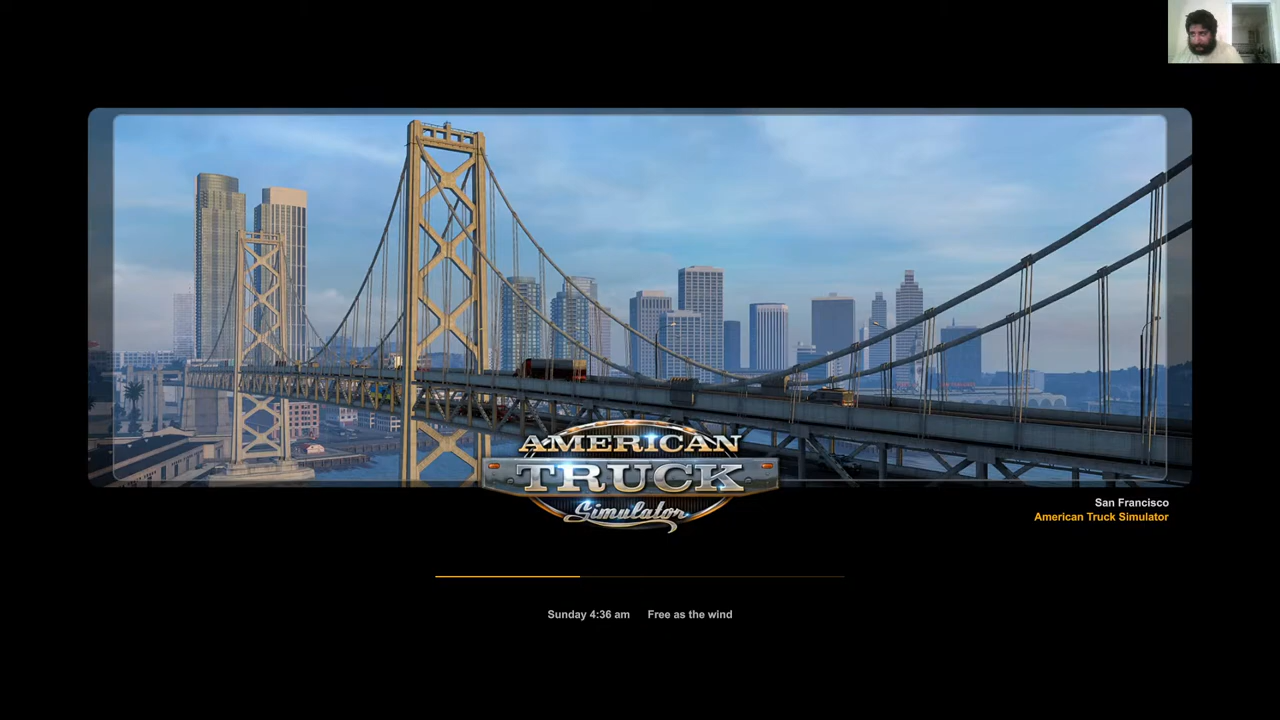 AMERICAN
TRUCK
Simulator
San Francisco
American Truck Simulator
Sunday 4:36 am Free as the wind